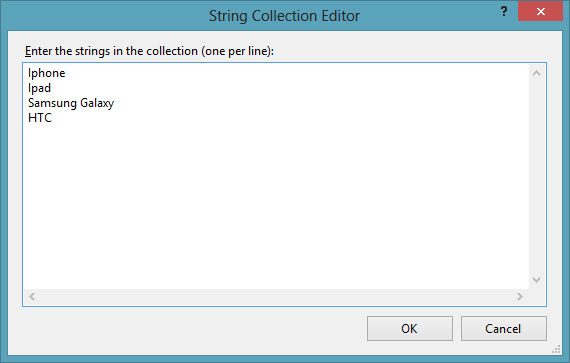 String Collection Editor
?
Enter the strings in the collection (one per line):
Iphone
Ipad
Samsung Galaxy
HTC
OK
Cancel